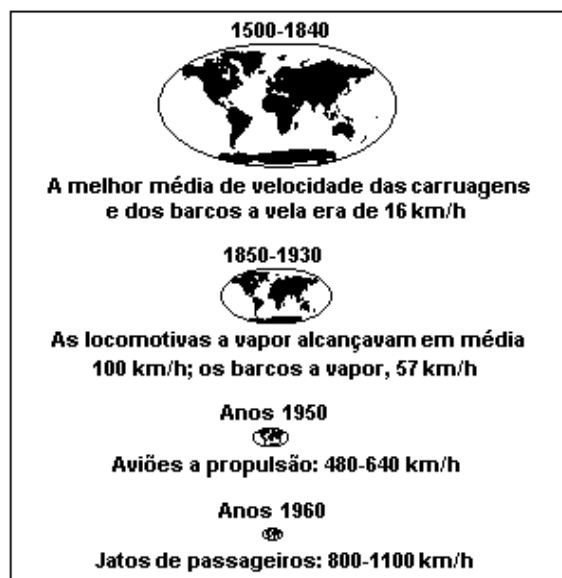 1500-1840
A melhor média de velocidade das carruagens
e dos barcos a vela era de 16 km/h
1850-1930
As locomotivas a vapor alcançavam em média
100 km/h; os barcos a vapor, 57 km/h
Anos 1950
Aviões a propulsão: 480-640 km/h
Anos 1960
Jatos de passageiros: 800-1100 km/h